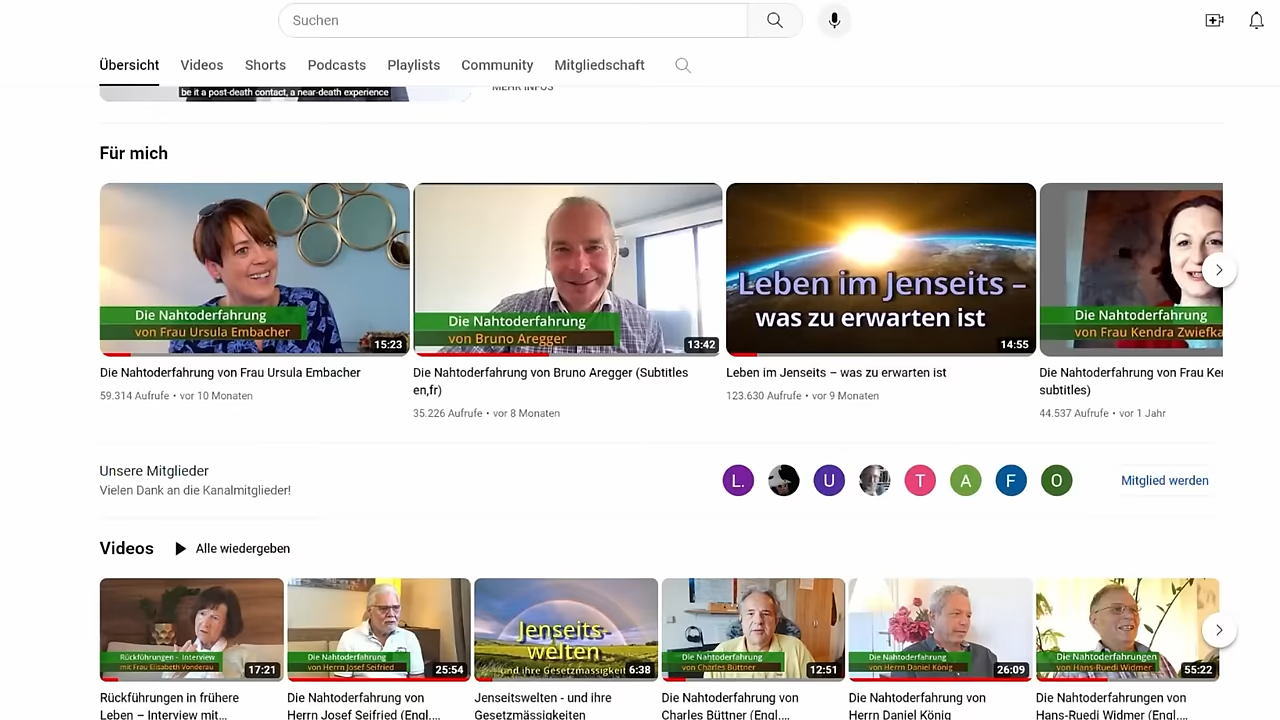 Suchen
Übersicht Videos Shorts Podcasts Playlists Community Mitgliedschaft
be it a post-death contact, a near-death experience
MEHR INFOS
Für mich
Die Nahtoderfahrung
von Frau Ursula Embacher
15:23
Die Nahtoderfahrung
von Bruno Aregger
13:42
Leben im Jenseits –
was zu erwarten ist
14:55
Die Nahtoderfahrung
von Frau Kendra Zwiefka
Die Nahtoderfahrung von Frau Ursula Embacher
59.314 Aufrufe • vor 10 Monaten
Die Nahtoderfahrung von Bruno Aregger (Subtitles
en,fr)
35.226 Aufrufe • vor 8 Monaten
Leben im Jenseits – was zu erwarten ist
123.630 Aufrufe • vor 9 Monaten
Die Nahtoderfahrung von Frau Ker
subtitles)
44.537 Aufrufe • vor 1 Jahr
Unsere Mitglieder
Vielen Dank an die Kanalmitglieder!
L. U T A F O
Mitglied werden
Videos Alle wiedergeben
Rückführungen - Interview
mit Frau Elisabeth Vonderau
17:21
Die Nahtoderfahrung
von Herrn Josef Seifried
25:54
Jenseits-
welten
und ihre Gesetzmässigkeit
6:38
Die Nahtoderfahrung
von Charles Büttner
12:51
Die Nahtoderfahrung
von Herrn Daniel König
26:09
Die Nahtoderfahrungen
von Hans-Ruedi Widmer
55:22
Rückführungen in frühere
Leben – Interview mit...
Die Nahtoderfahrung von
Herrn Josef Seifried (Engl....
Jenseitswelten - und ihre
Gesetzmässigkeiten
Die Nahtoderfahrung von
Charles Büttner (Engl....
Die Nahtoderfahrung von
Herrn Daniel König
Die Nahtoderfahrungen von
Hans-Ruedi Widmer (Engl....